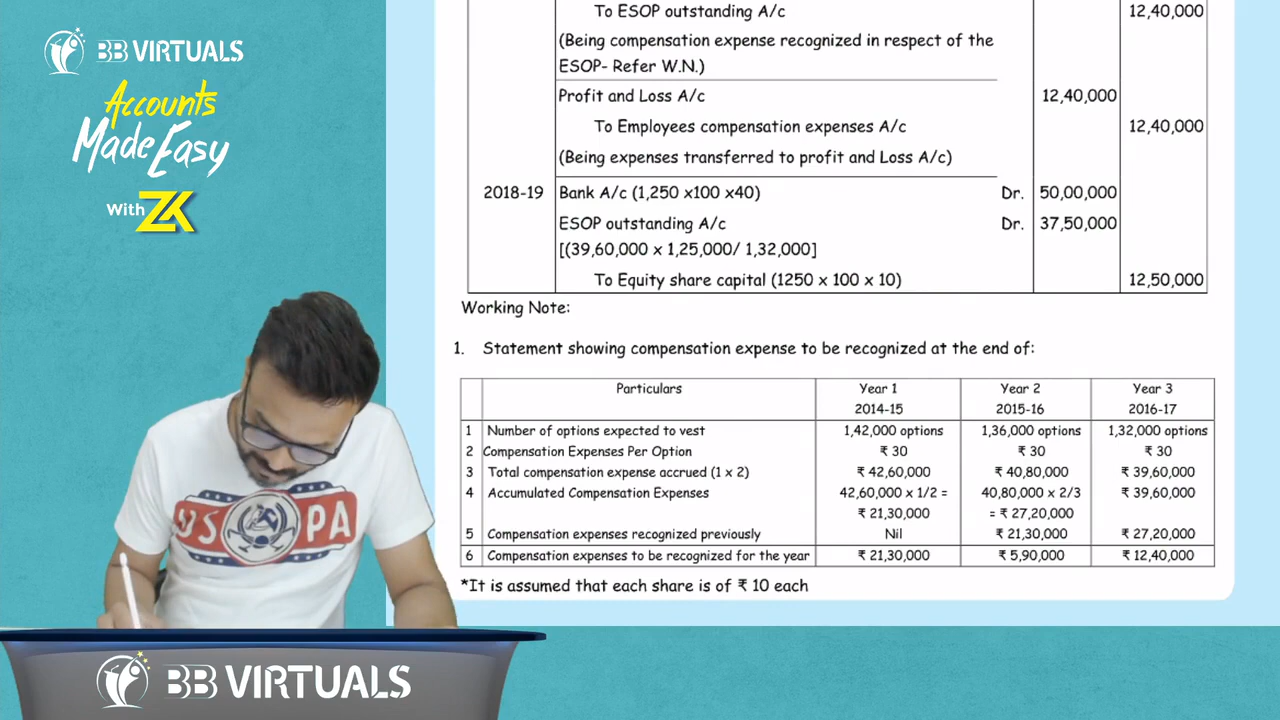 BB VIRTUALS
Accounts
Made Easy
With ZK
To ESOP outstanding A/c 12,40,000
(Being compensation expense recognized in respect of the
ESOP- Refer W.N.)
Profit and Loss A/c 12,40,000
To Employees compensation expenses A/c 12,40,000
(Being expenses transferred to profit and Loss A/c)
2018-19 Bank A/c (1,250 x100 x40) Dr. 50,00,000
ESOP outstanding A/c Dr. 37,50,000
[(39,60,000 x 1,25,000/ 1,32,000]
To Equity share capital (1250 x 100 x 10) 12,50,000
Working Note:
1. Statement showing compensation expense to be recognized at the end of:
Particulars Year 1 Year 2 Year 3
2014-15 2015-16 2016-17
1 Number of options expected to vest 1,42,000 options 1,36,000 options 1,32,000 options
2 Compensation Expenses Per Option ₹ 30 ₹ 30 ₹ 30
3 Total compensation expense accrued (1 x 2) ₹ 42,60,000 ₹ 40,80,000 ₹ 39,60,000
4 Accumulated Compensation Expenses 42,60,000 x 1/2 = 40,80,000 x 2/3 ₹ 39,60,000
₹ 21,30,000 = ₹ 27,20,000
5 Compensation expenses recognized previously Nil ₹ 21,30,000 ₹ 27,20,000
6 Compensation expenses to be recognized for the year ₹ 21,30,000 ₹ 5,90,000 ₹ 12,40,000
*It is assumed that each share is of ₹ 10 each
US PA
BB VIRTUALS